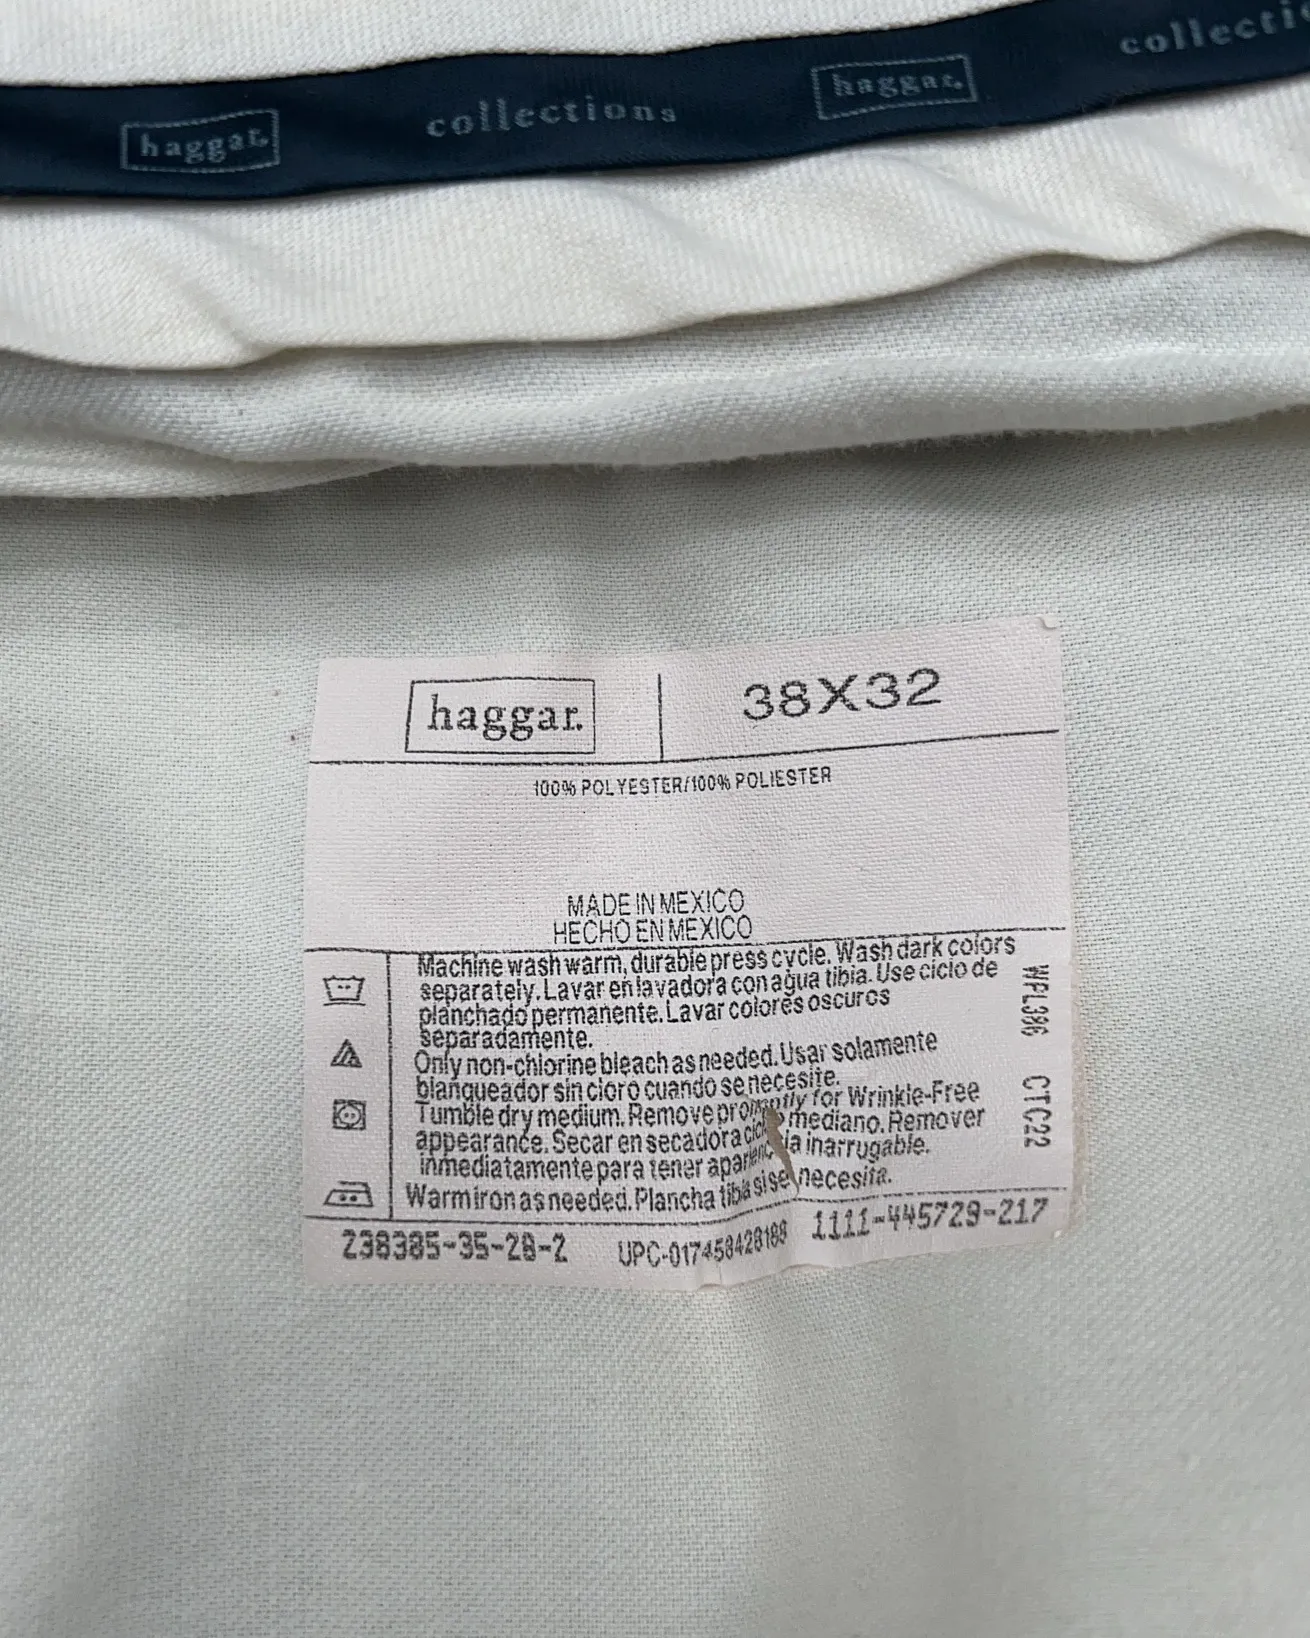 haggar. collections haggar. collecti
haggar. 38X32
100% POLYESTER/100% POLIESTER
MADE IN MEXICO
HECHO EN MEXICO
Machine wash warm, durable press cycle. Wash dark colors
separately. Lavar en lavadora con agua tibia. Use ciclo de
planchado permanente. Lavar colores oscuros
separadamente.
Only non-chlorine bleach as needed. Usar solamente
blanqueador sin cloro cuando se necesite.
Tumble dry medium. Remove promptly for Wrinkle-Free
appearance. Secar en secadora ciclo mediano. Remover
inmediatamente para tener apariencia inarrugable.
Warm iron as needed. Plancha tibia si se necesita.
WPL386 CTC22
Z38385-35-28-2 UPC-017458428188 1111-445729-217